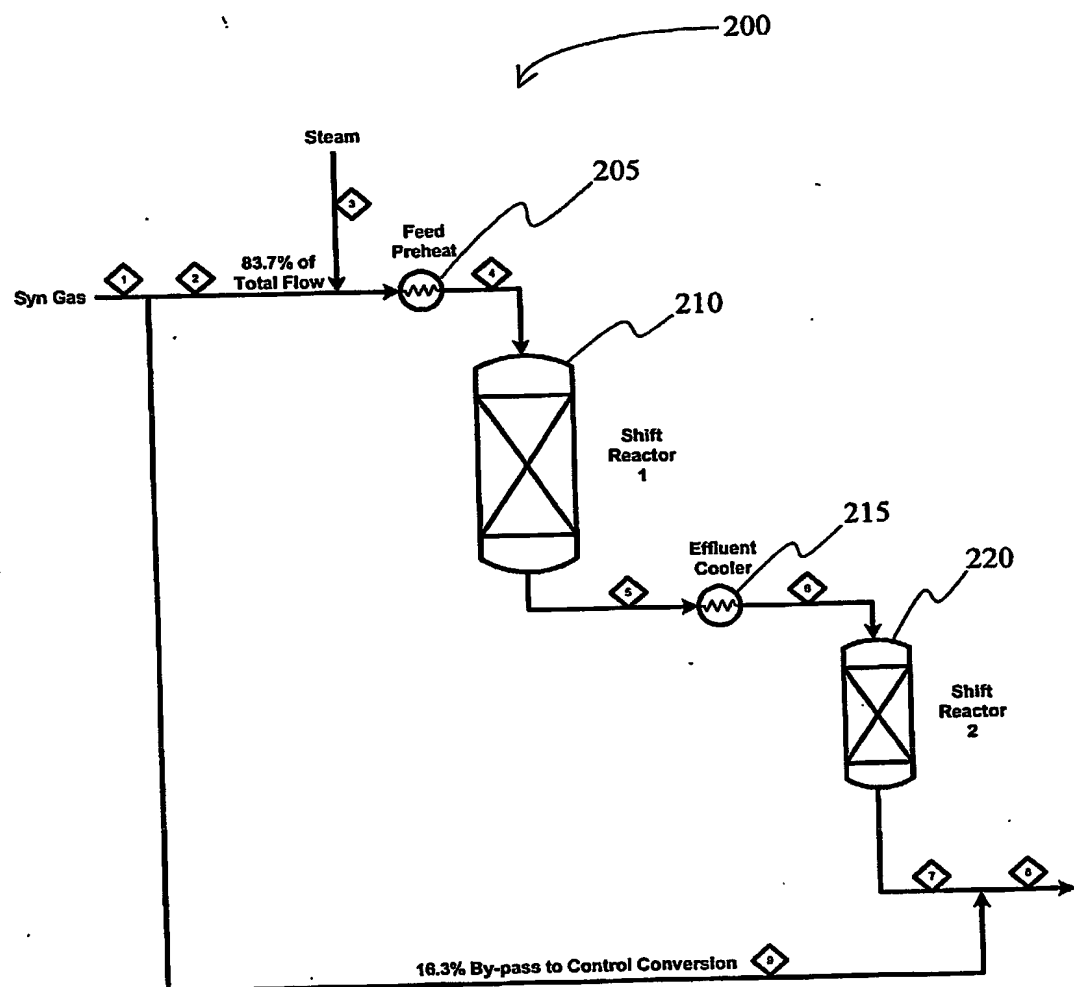 200
Steam
205
3
Feed
Preheat
83.7% of
Total Flow
1
2
4
Syn Gas
210
Shift
Reactor
1
215
Effluent
Cooler
220
5
6
Shift
Reactor
2
7
8
16.3% By-pass to Control Conversion
9